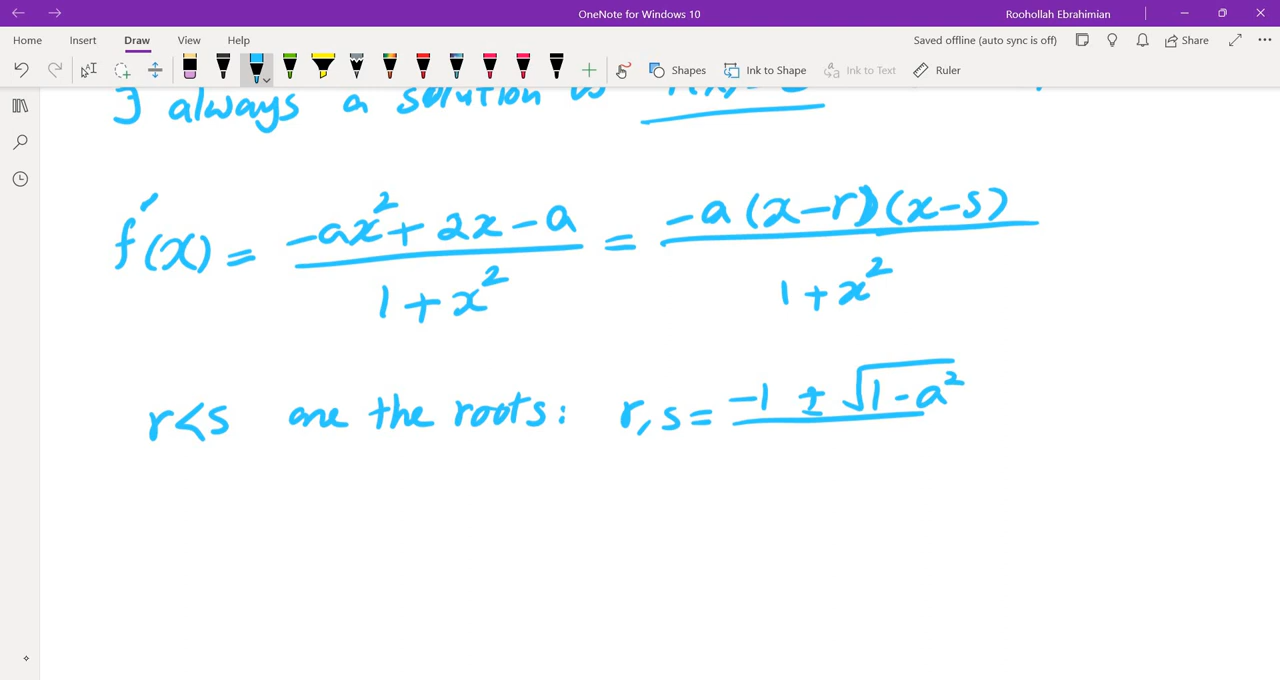 OneNote for Windows 10
Roohollah Ebrahimian
Home Insert Draw View Help
Saved offline (auto sync is off) Share
Shapes Ink to Shape Ink to Text Ruler
∃ always a solution
f'(x) = (-ax² + 2x - a)/(1 + x²) = (-a(x-r)(x-s))/(1 + x²)
r<s are the roots: r, s = -1 ± √(1 - a²)